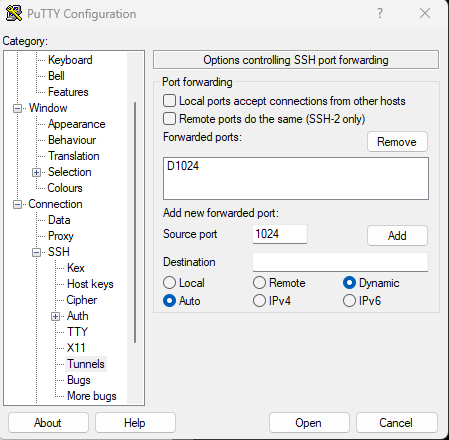 PuTTY Configuration
Category:
Keyboard
Bell
Features
Window
Appearance
Behaviour
Translation
Selection
Colours
Connection
Data
Proxy
SSH
Kex
Host keys
Cipher
Auth
TTY
X11
Tunnels
Bugs
More bugs
Options controlling SSH port forwarding
Port forwarding
Local ports accept connections from other hosts
Remote ports do the same (SSH-2 only)
Forwarded ports:
Remove
D1024
Add new forwarded port:
Source port 1024 Add
Destination
Local Remote Dynamic
Auto IPv4 IPv6
About Help Open Cancel